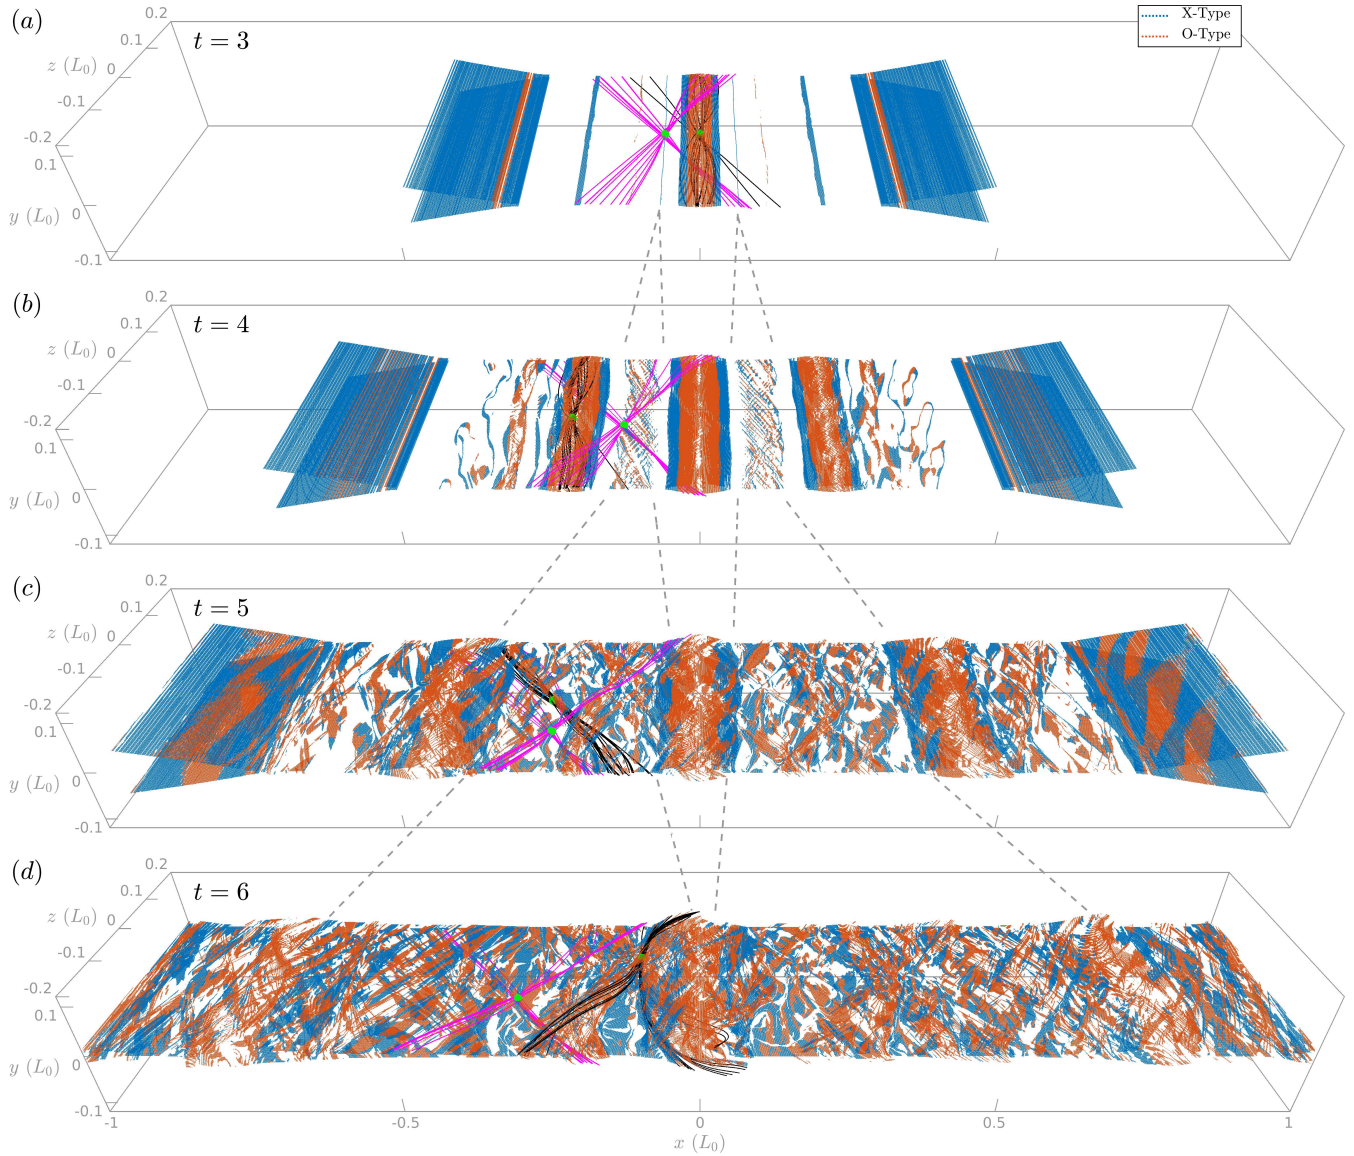 (a)
t = 3
X-Type
O-Type
0.2
0.1
z (L₀) 0
-0.1
-0.2
0.1
y (L₀) 0
-0.1
(b)
t = 4
0.2
0.1
z (L₀) 0
-0.1
-0.2
0.1
y (L₀) 0
-0.1
(c)
t = 5
0.2
0.1
z (L₀) 0
-0.1
-0.2
0.1
y (L₀) 0
-0.1
(d)
t = 6
0.2
0.1
z (L₀) 0
-0.1
-0.2
0.1
y (L₀) 0
-0.1
-1 -0.5 0 0.5 1
x (L₀)